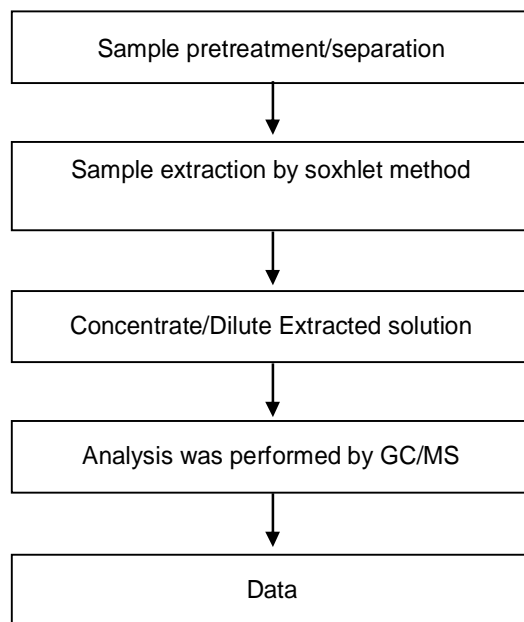 Sample pretreatment/separation
Sample extraction by soxhlet method
Concentrate/Dilute Extracted solution
Analysis was performed by GC/MS
Data